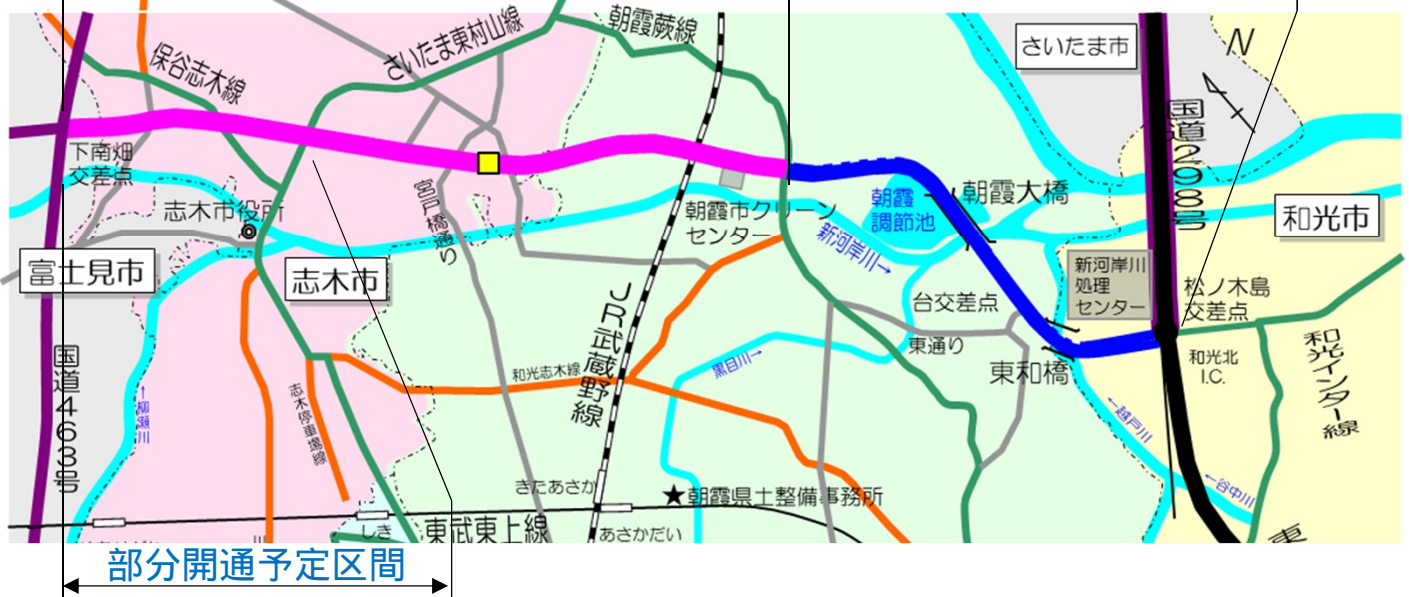 朝霞蕨線
さいたま東村山線
保谷志木線
さいたま市
N
国道298号
下南畑
交差点
志木市役所
宮戸橋通り
朝霞市クリーン
センター
朝霞
調節池
朝霞大橋
和光市
富士見市
志木市
新河岸川→
新河岸川
処理
センター
松ノ木島
交差点
台交差点
東通り
東和橋
和光北
I.C.
和光インター線
国道463号
←柳瀬川
志木停車場線
和光志木線
JR武蔵野線
黒目川→
←越戸川
←谷中川
きたあさか
★朝霞県土整備事務所
しき
東武東上線
あさかだい
部分開通予定区間